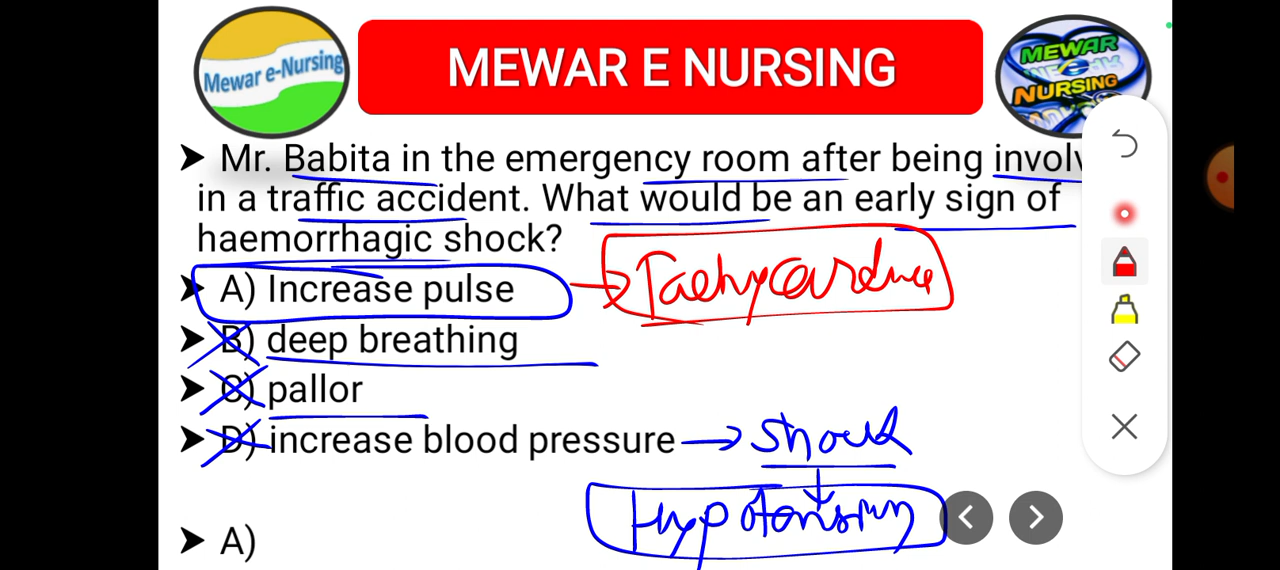 Mewar e-Nursing
MEWAR E NURSING
MEWAR
NURSING
➤ Mr. Babita in the emergency room after being involv
in a traffic accident. What would be an early sign of
haemorrhagic shock?
➤ A) Increase pulse → Tachycardia
➤ B) deep breathing
➤ C) pallor
➤ D) increase blood pressure → Shock
Hypotension
➤ A)